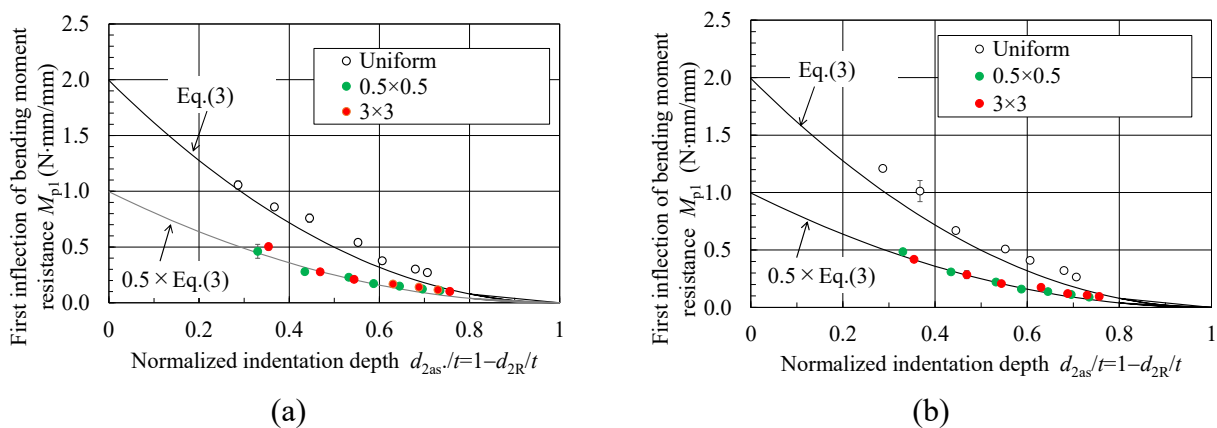 First inflection of bending moment
resistance Mp1 (N·mm/mm)
2.5
2.0
1.5
1.0
0.5
0.0
Uniform
0.5×0.5
3×3
Eq.(3)
0.5×Eq.(3)
0 0.2 0.4 0.6 0.8 1
Normalized indentation depth d2as./t=1−d2R/t
(a)
First inflection of bending moment
resistance Mp1 (N·mm/mm)
2.5
2.0
1.5
1.0
0.5
0.0
Uniform
0.5×0.5
3×3
Eq.(3)
0.5×Eq.(3)
0 0.2 0.4 0.6 0.8 1
Normalized indentation depth d2as/t=1−d2R/t
(b)